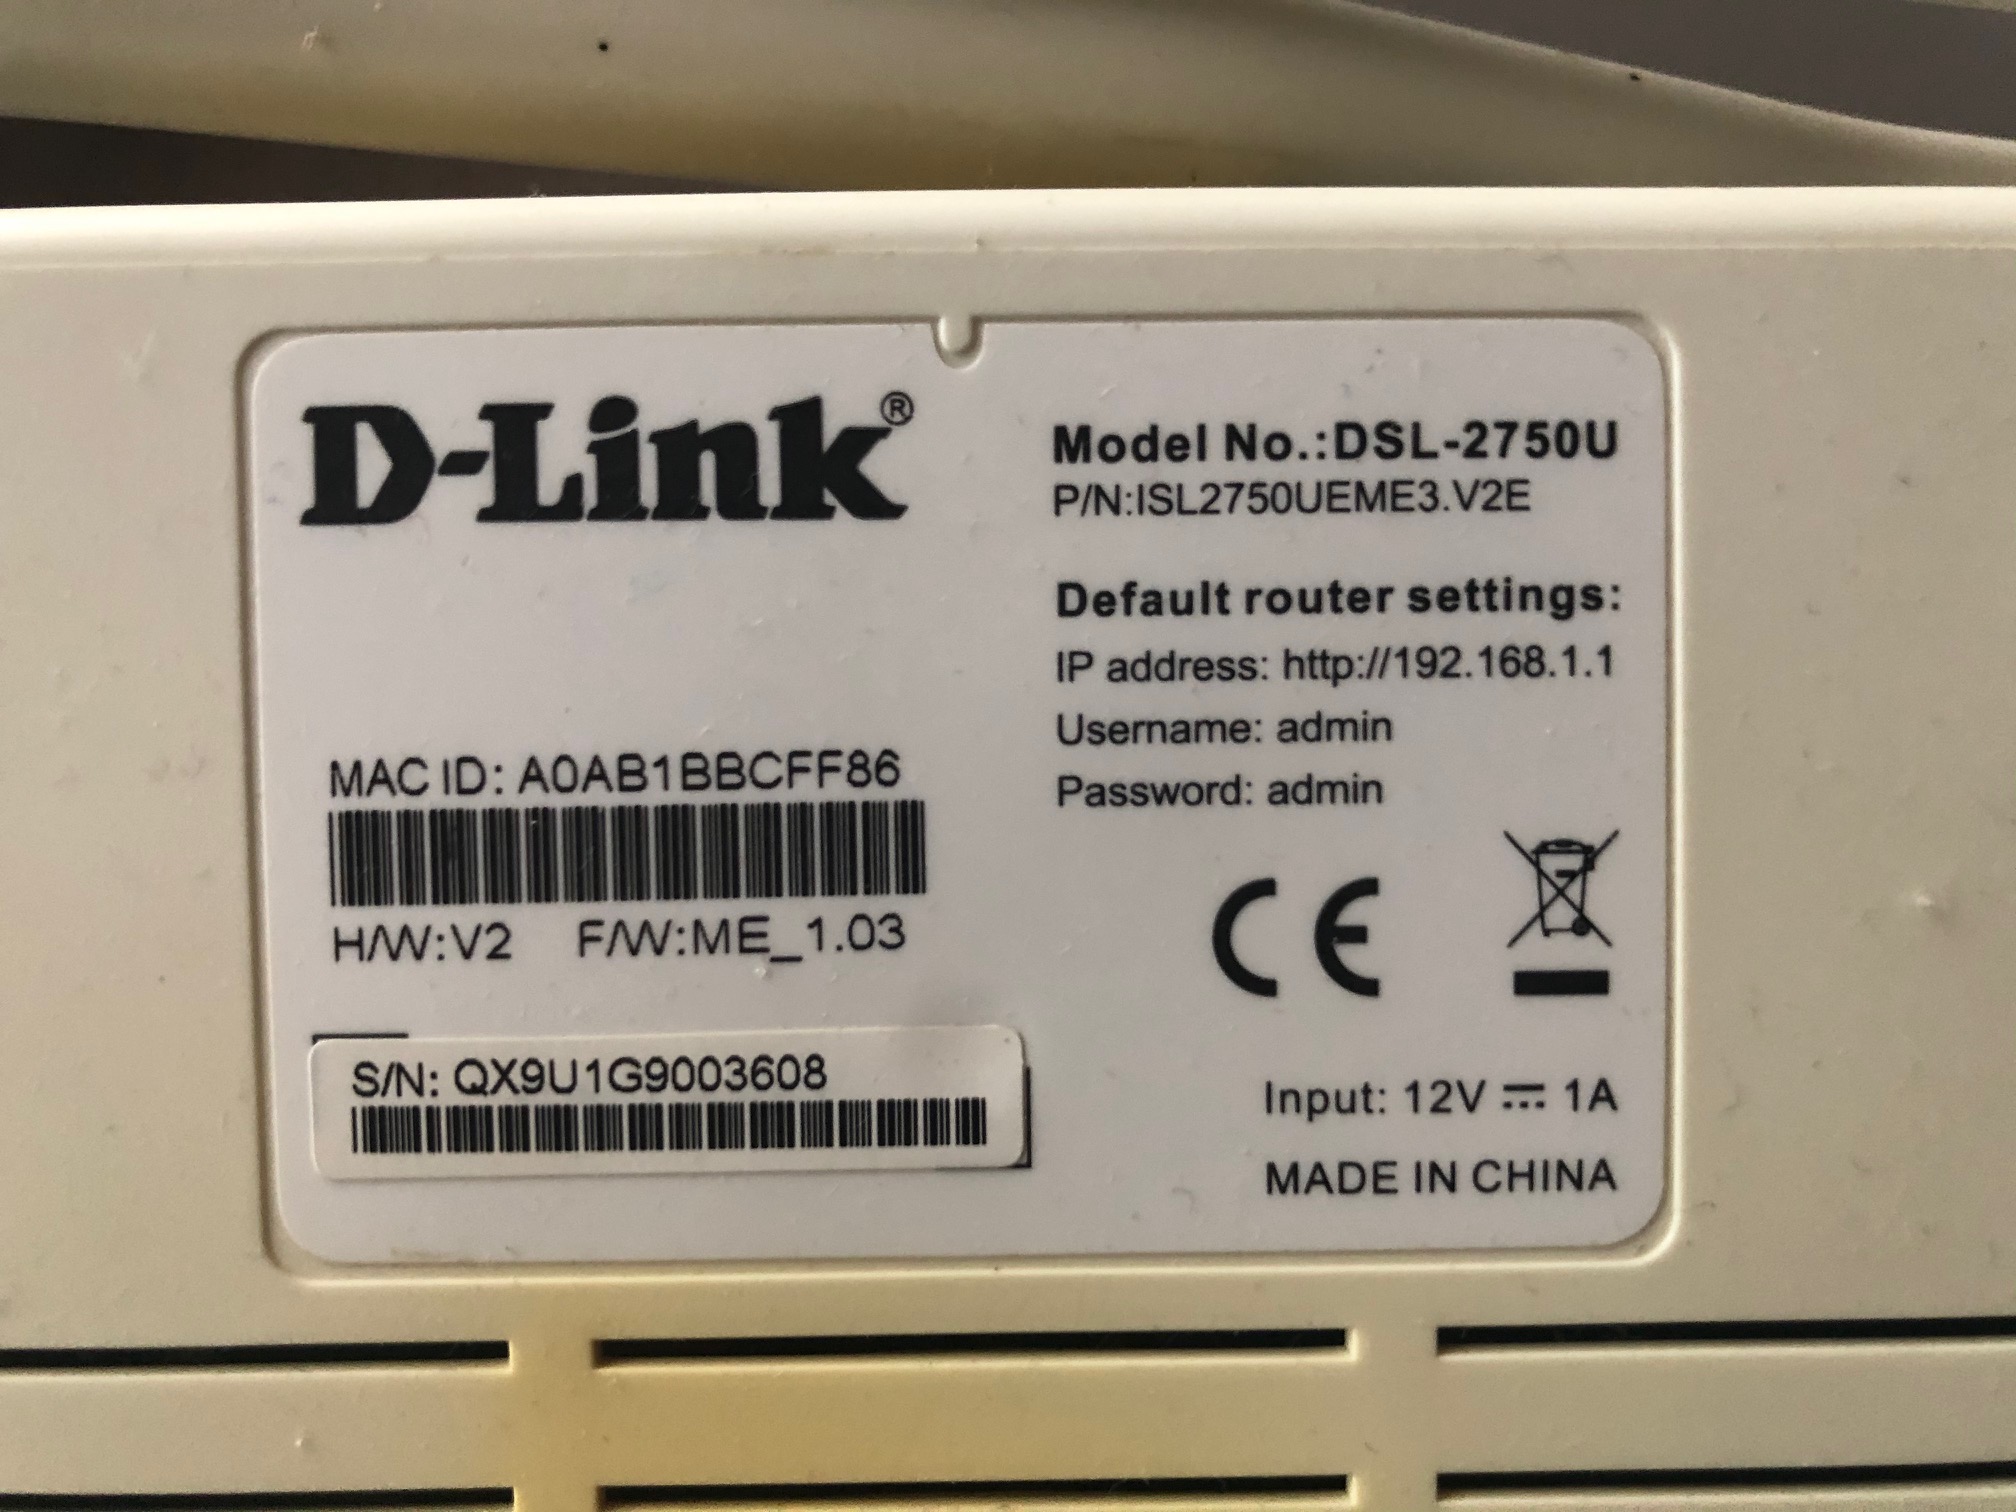 D-Link®
Model No.:DSL-2750U
P/N:ISL2750UEME3.V2E
Default router settings:
IP address: http://192.168.1.1
Username: admin
Password: admin
MAC ID: A0AB1BBCFF86
H/W:V2 F/W:ME_1.03
CE
S/N: QX9U1G9003608
Input: 12V ⎓ 1A
MADE IN CHINA